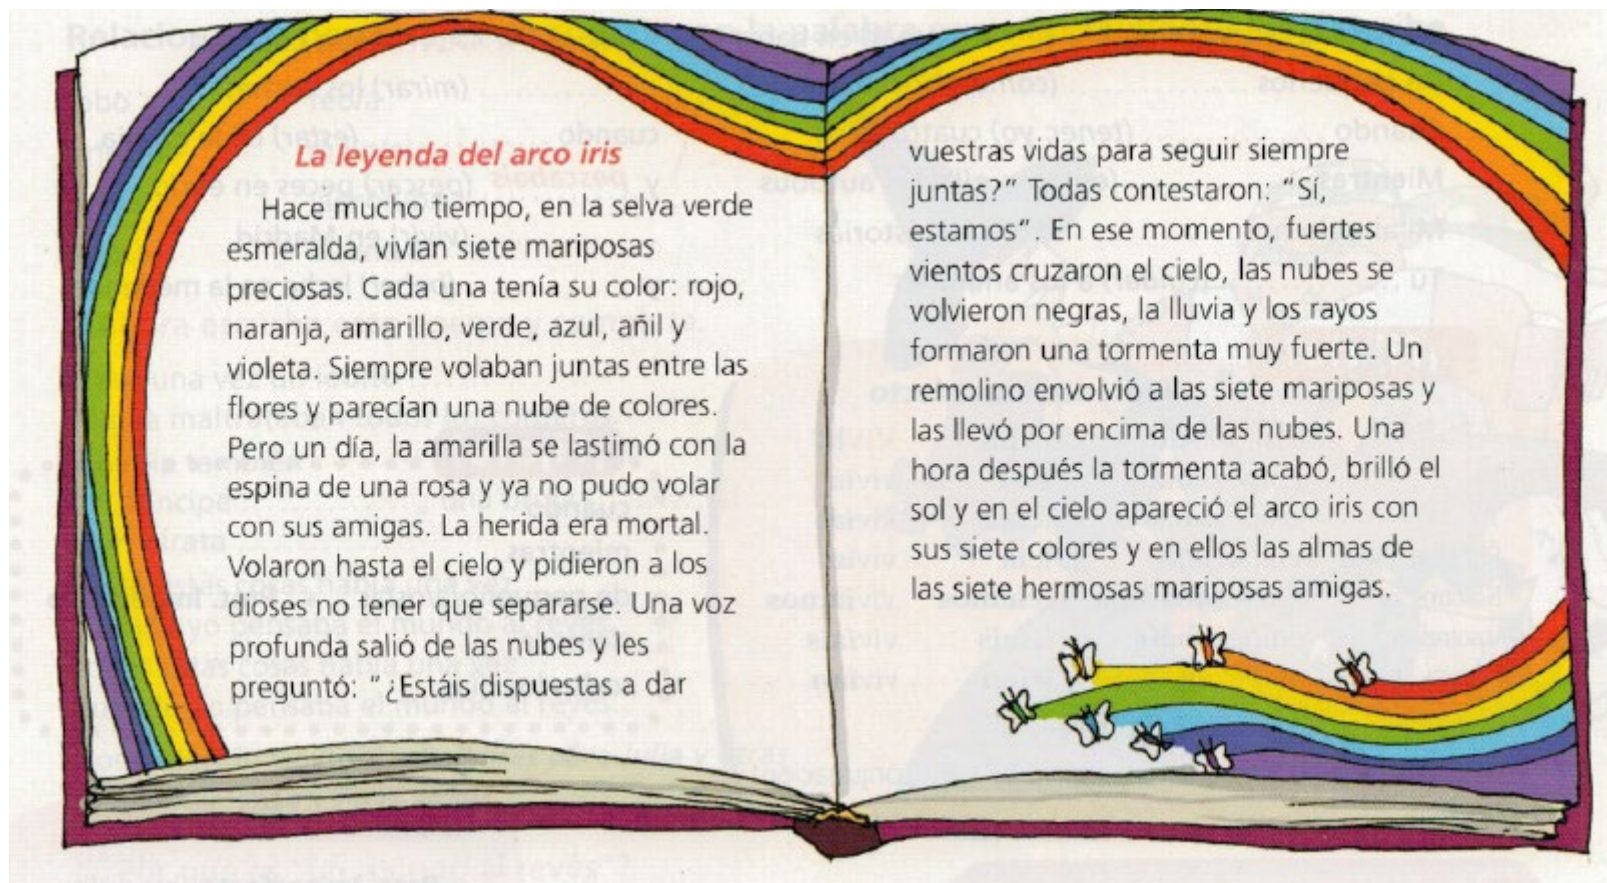 La leyenda del arco iris
Hace mucho tiempo, en la selva verde
esmeralda, vivían siete mariposas
preciosas. Cada una tenía su color: rojo,
naranja, amarillo, verde, azul, añil y
violeta. Siempre volaban juntas entre las
flores y parecían una nube de colores.
Pero un día, la amarilla se lastimó con la
espina de una rosa y ya no pudo volar
con sus amigas. La herida era mortal.
Volaron hasta el cielo y pidieron a los
dioses no tener que separarse. Una voz
profunda salió de las nubes y les
preguntó: "¿Estáis dispuestas a dar
vuestras vidas para seguir siempre
juntas?" Todas contestaron: "Sí,
estamos". En ese momento, fuertes
vientos cruzaron el cielo, las nubes se
volvieron negras, la lluvia y los rayos
formaron una tormenta muy fuerte. Un
remolino envolvió a las siete mariposas y
las llevó por encima de las nubes. Una
hora después la tormenta acabó, brilló el
sol y en el cielo apareció el arco iris con
sus siete colores y en ellos las almas de
las siete hermosas mariposas amigas.